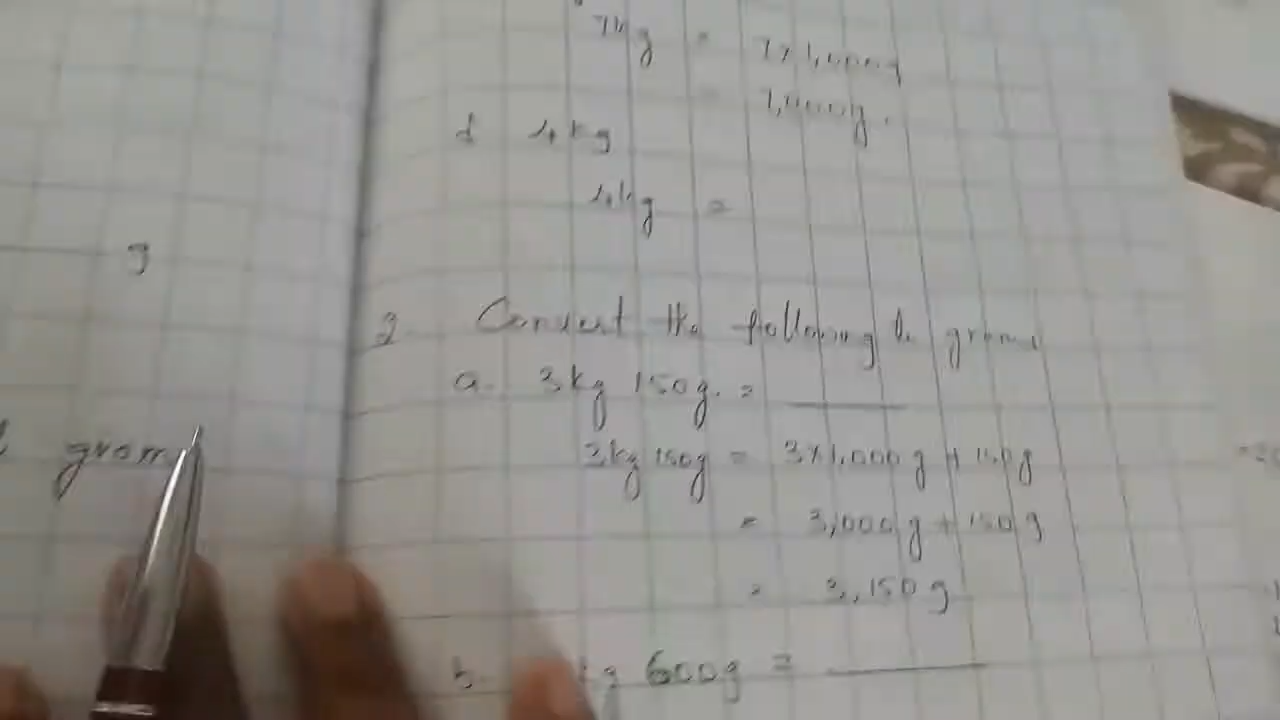 7kg = 7×1,000g
= 7,000g.
d 4kg
4kg =
g
2. Convert the following to grams
a. 3kg 150g. = ______
gram
3kg 150g = 3×1,000g + 150g
= 3,000g + 150g
= 3,150g
b. kg 600g = ______